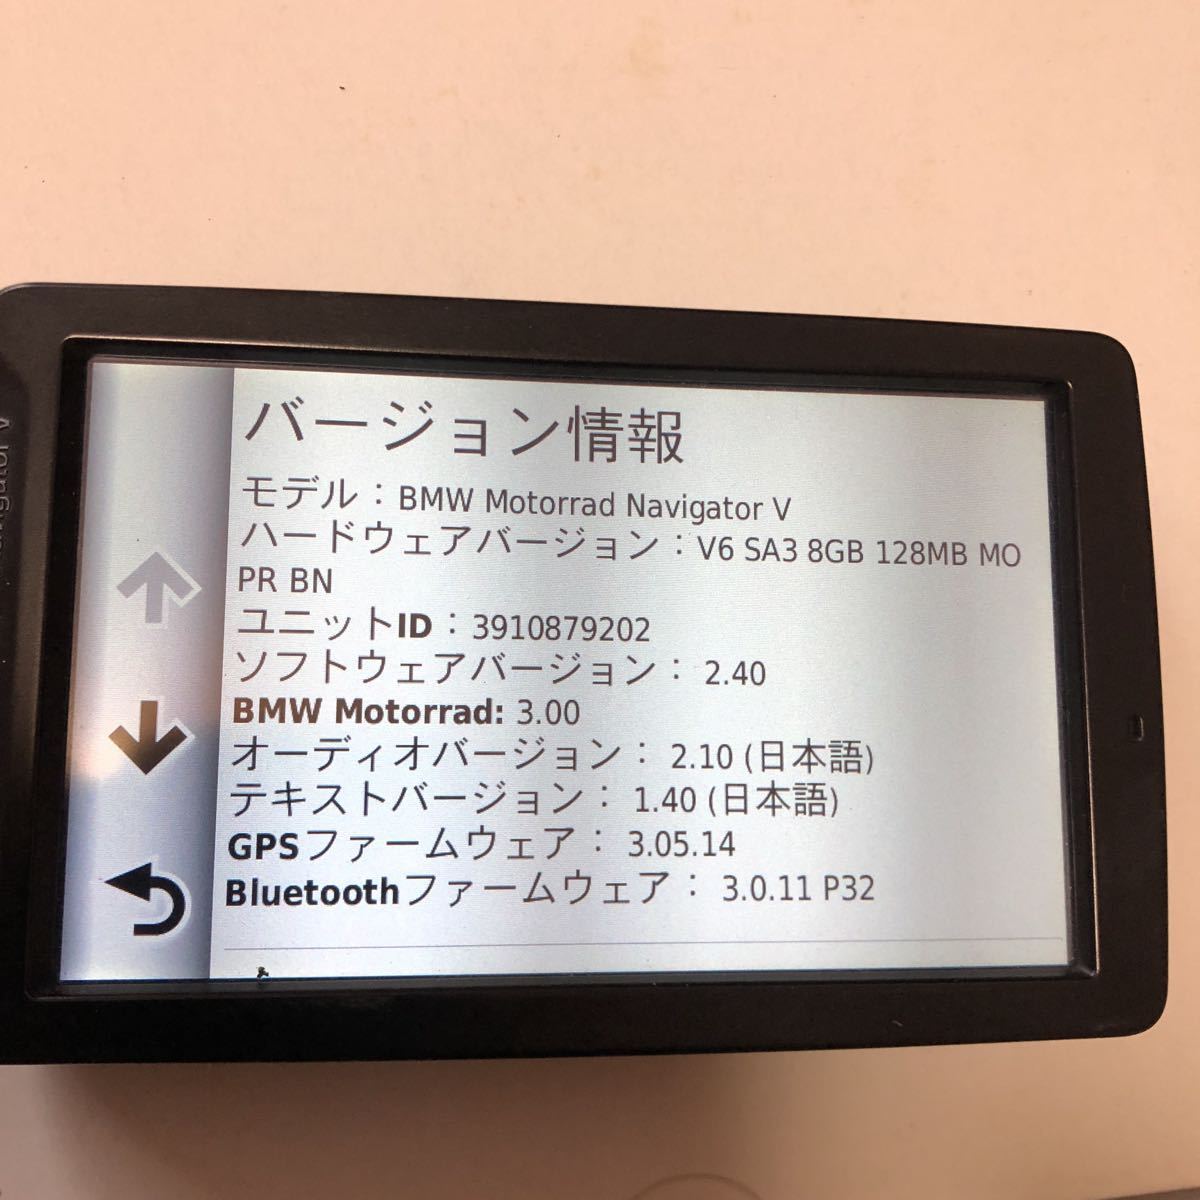 バージョン情報
モデル：BMW Motorrad Navigator V
ハードウェアバージョン：V6 SA3 8GB 128MB MO
PR BN
ユニットID：3910879202
ソフトウェアバージョン： 2.40
BMW Motorrad: 3.00
オーディオバージョン： 2.10 (日本語)
テキストバージョン： 1.40 (日本語)
GPSファームウェア： 3.05.14
Bluetoothファームウェア： 3.0.11 P32